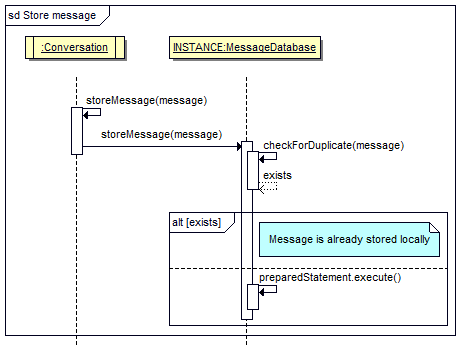 sd Store message
:Conversation
INSTANCE:MessageDatabase
storeMessage(message)
storeMessage(message)
checkForDuplicate(message)
exists
alt [exists]
Message is already stored locally
preparedStatement.execute()